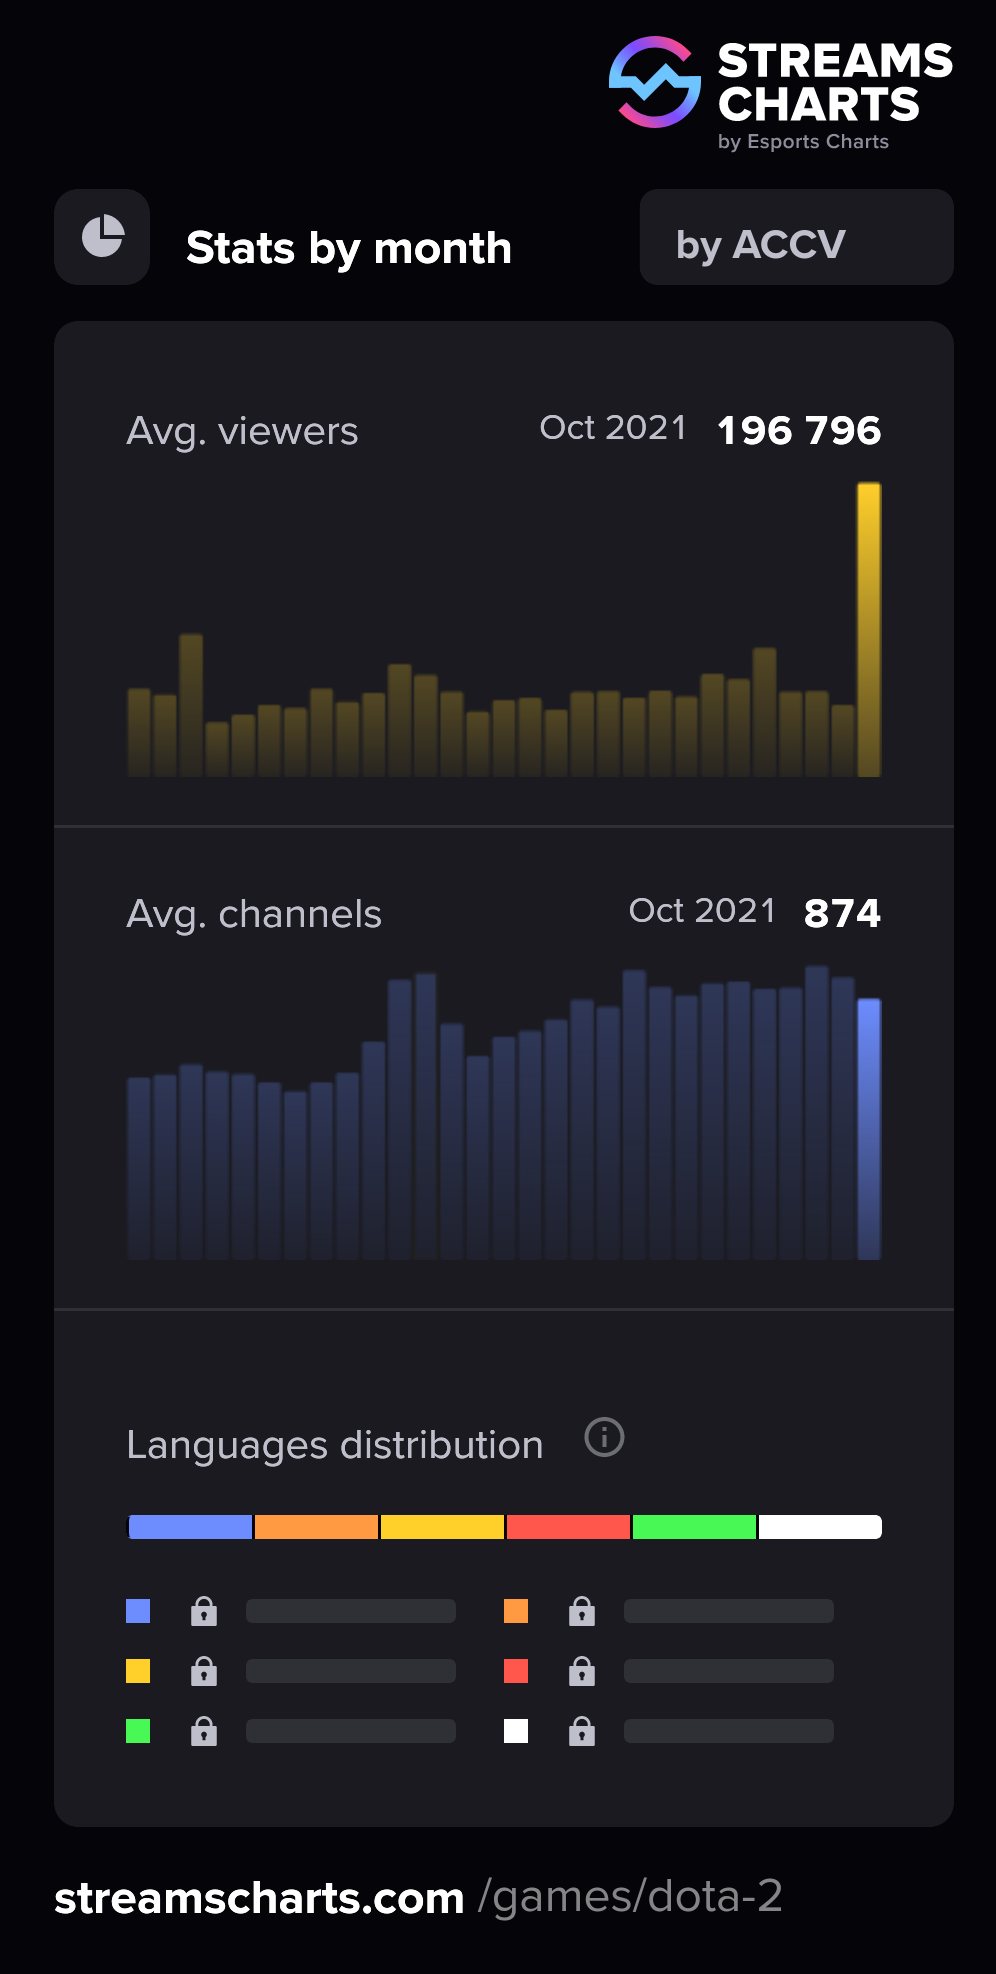 STREAMS
CHARTS
by Esports Charts
Stats by month
by ACCV
Avg. viewers Oct 2021 196 796
Avg. channels Oct 2021 874
Languages distribution
streamscharts.com /games/dota-2